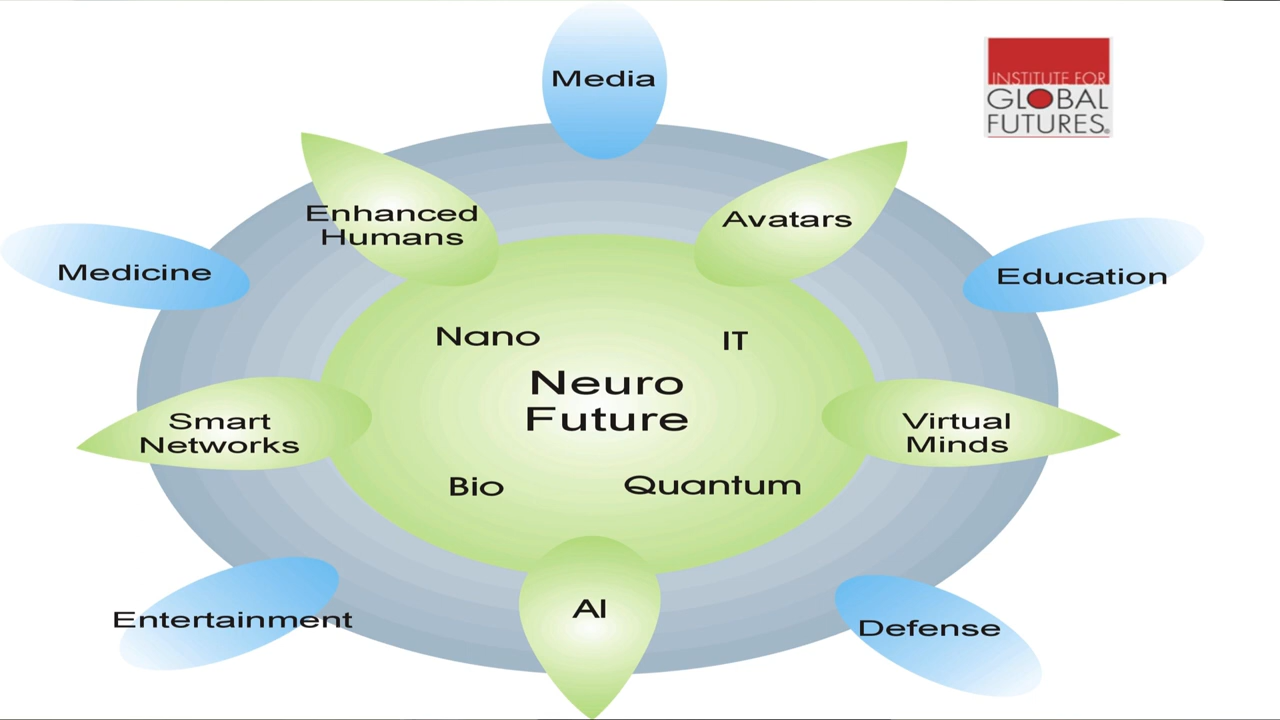 Media
INSTITUTE FOR
GLOBAL
FUTURES®
Enhanced
Humans
Avatars
Medicine
Education
Nano
IT
Neuro
Future
Smart
Networks
Virtual
Minds
Bio
Quantum
AI
Entertainment
Defense